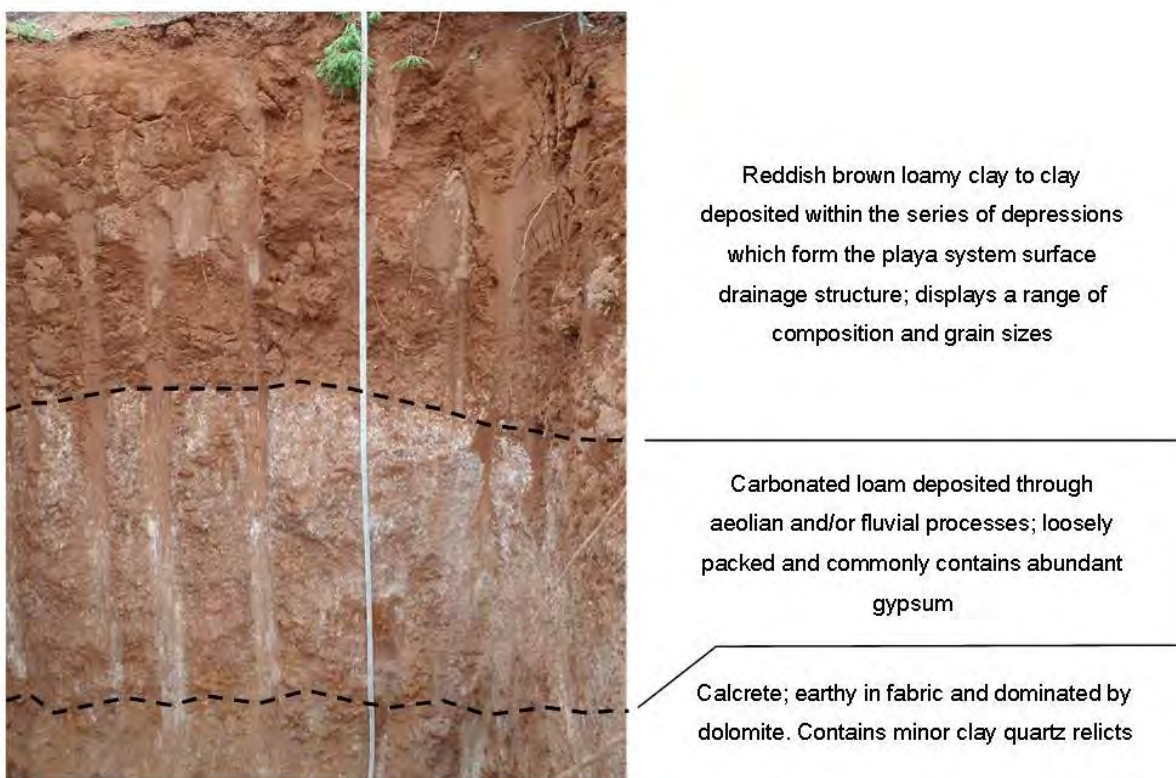 Reddish brown loamy clay to clay
deposited within the series of depressions
which form the playa system surface
drainage structure; displays a range of
composition and grain sizes
Carbonated loam deposited through
aeolian and/or fluvial processes; loosely
packed and commonly contains abundant
gypsum
Calcrete; earthy in fabric and dominated by
dolomite. Contains minor clay quartz relicts